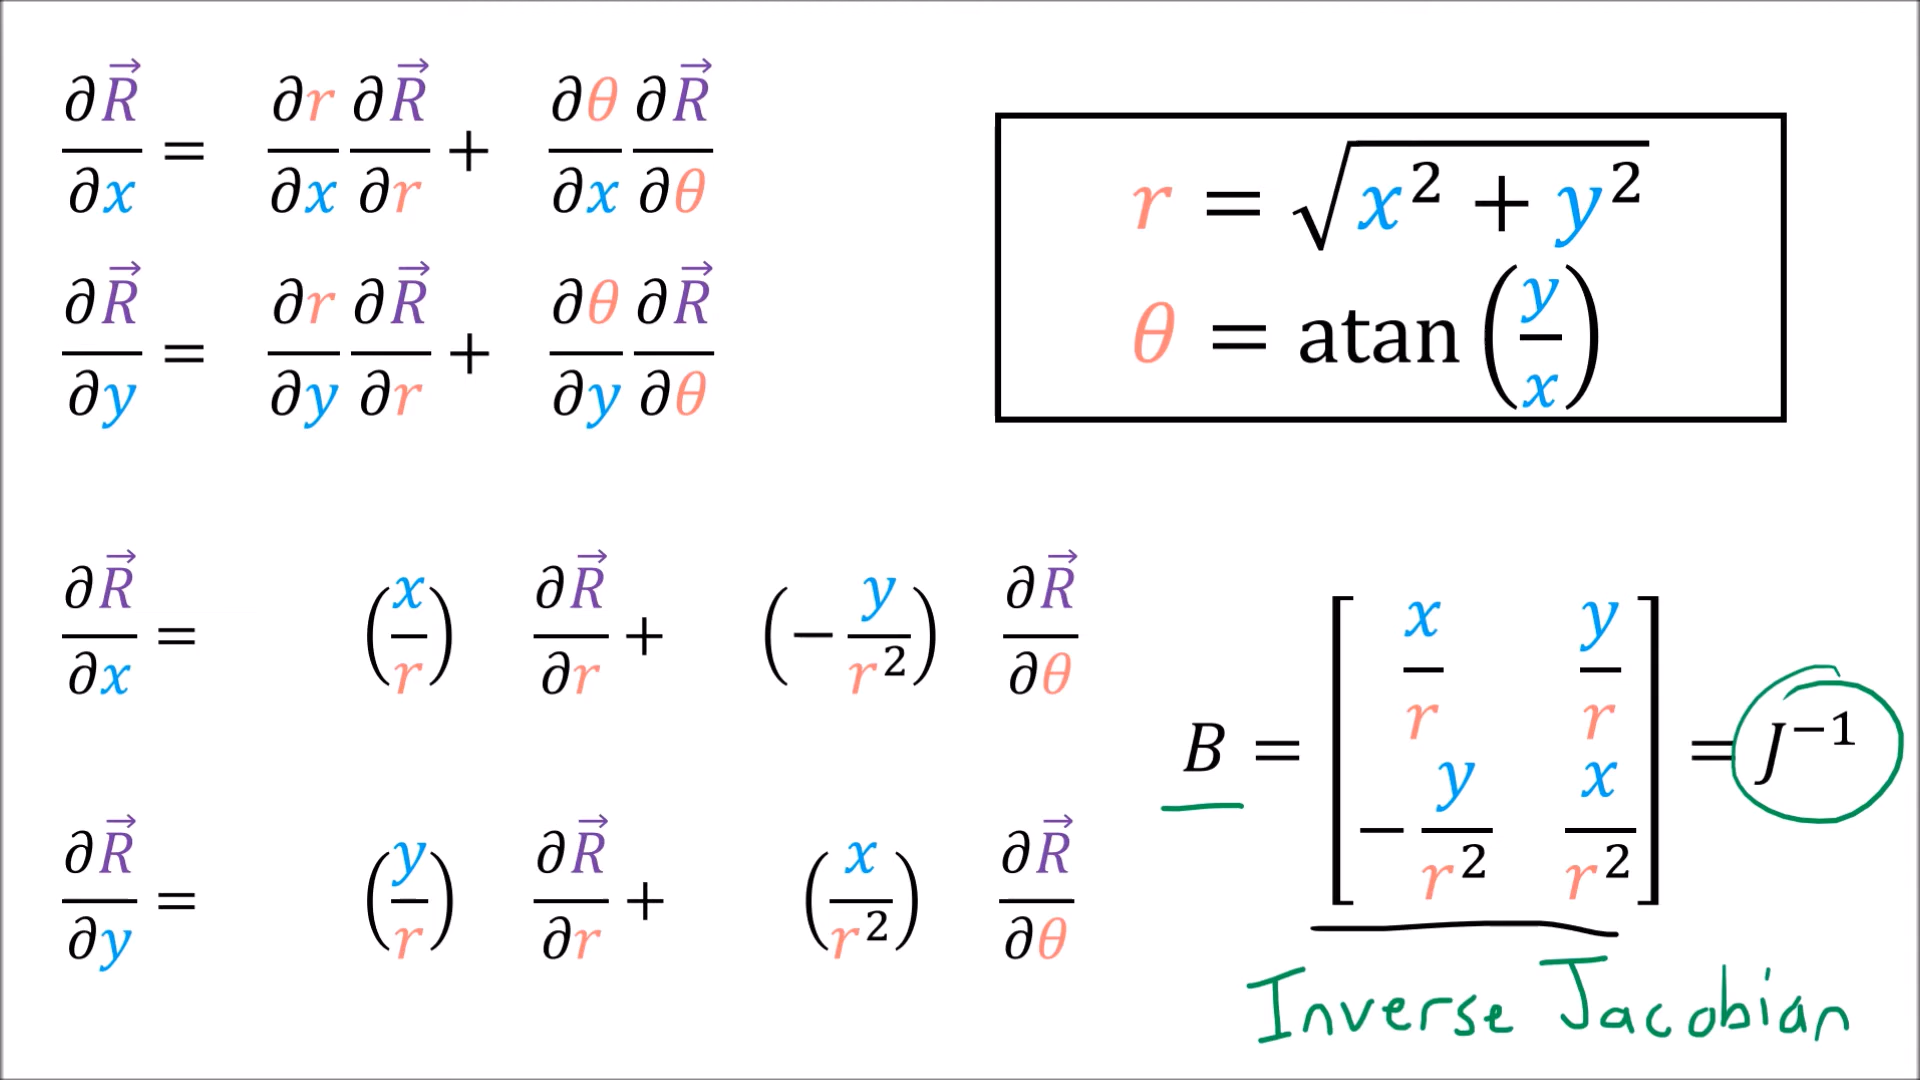 ∂R⃗/∂x = ∂r/∂x ∂R⃗/∂r + ∂θ/∂x ∂R⃗/∂θ
∂R⃗/∂y = ∂r/∂y ∂R⃗/∂r + ∂θ/∂y ∂R⃗/∂θ
r = √(x² + y²)
θ = atan(y/x)
∂R⃗/∂x = (x/r) ∂R⃗/∂r + (− y/r²) ∂R⃗/∂θ
∂R⃗/∂y = (y/r) ∂R⃗/∂r + (x/r²) ∂R⃗/∂θ
B = [x/r y/r; − y/r² x/r²] = J⁻¹
Inverse Jacobian